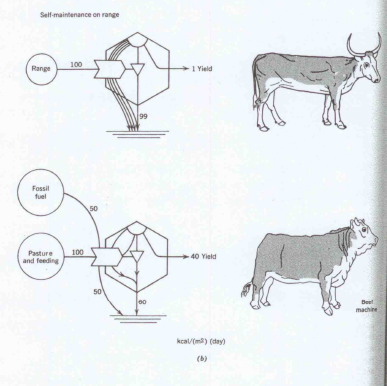 Self-maintenance on range
Range
100
1 Yield
99
Fossil
fuel
50
Pasture
and feeding
100
40 Yield
50
60
Beef
machine
kcal/(m²) (day)
(b)